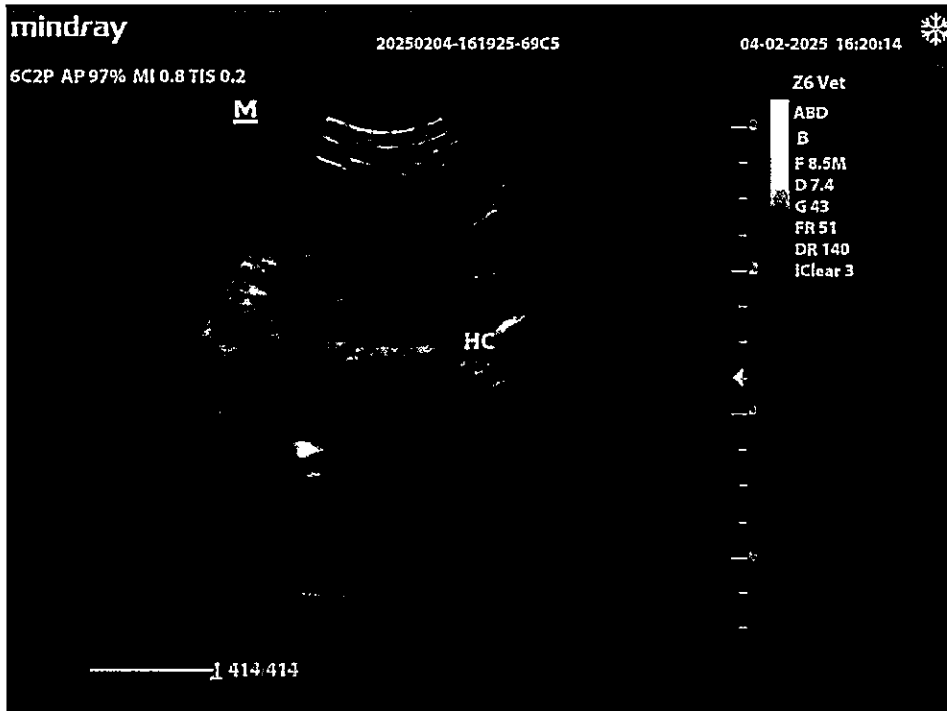 mindray
20250204-161925-69C5
04-02-2025 16:20:14
6C2P AP 97% MI 0.8 TIS 0.2
M
Z6 Vet
ABD
B
F 8.5M
D 7.4
G 43
FR 51
DR 140
iClear 3
HC
414/414